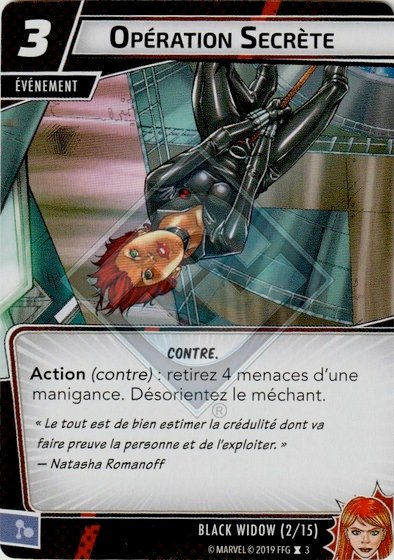 3
OPÉRATION SECRÈTE
ÉVÉNEMENT
CONTRE.
Action (contre) : retirez 4 menaces d'une
manigance. Désorientez le méchant.
« Le tout est de bien estimer la crédulité dont va
faire preuve la personne et de l'exploiter. »
— Natasha Romanoff
®
BLACK WIDOW (2/15)
© MARVEL © 2019 FFG 3